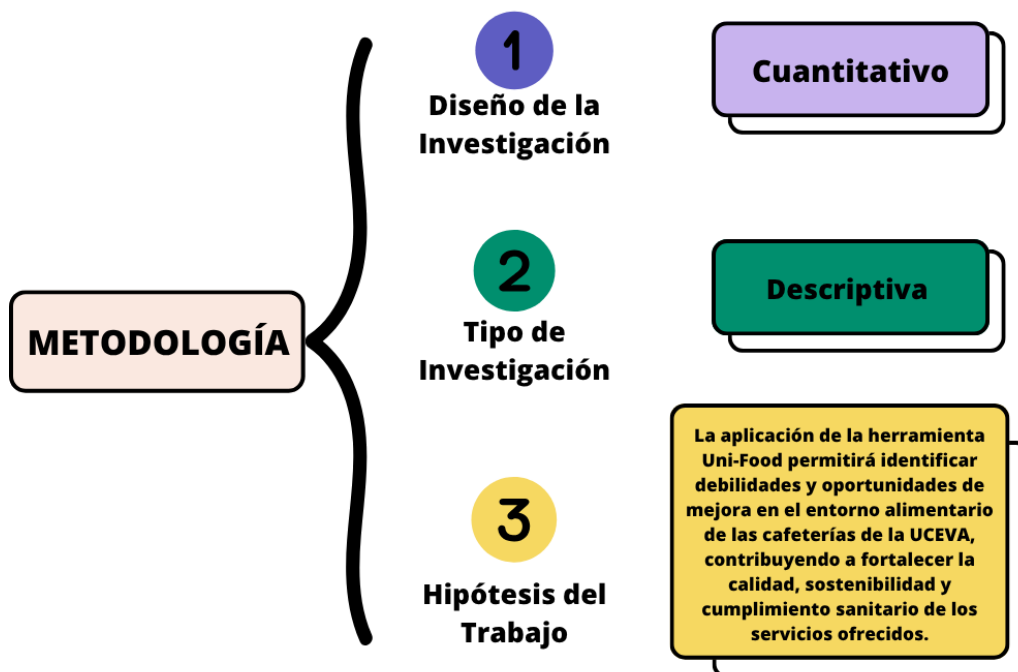 METODOLOGÍA
1
Diseño de la
Investigación
Cuantitativo
2
Tipo de
Investigación
Descriptiva
3
Hipótesis del
Trabajo
La aplicación de la herramienta
Uni-Food permitirá identificar
debilidades y oportunidades de
mejora en el entorno alimentario
de las cafeterías de la UCEVA,
contribuyendo a fortalecer la
calidad, sostenibilidad y
cumplimiento sanitario de los
servicios ofrecidos.